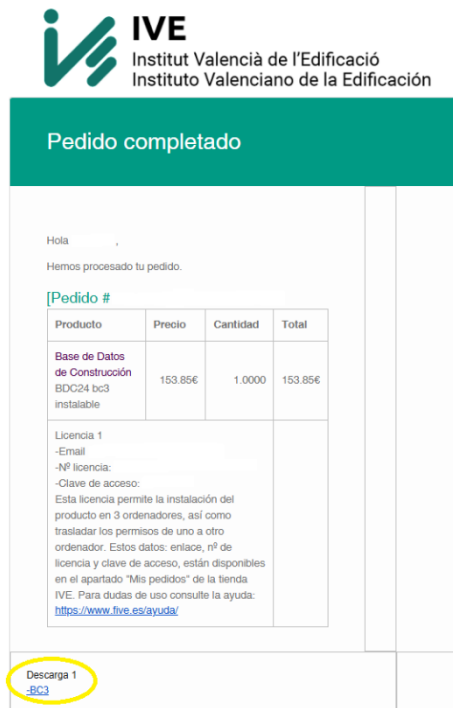 IVE
Institut Valencià de l'Edificació
Instituto Valenciano de la Edificación
Pedido completado
Hola ,
Hemos procesado tu pedido.
[Pedido #
Producto Precio Cantidad Total
Base de Datos
de Construcción
BDC24 bc3
instalable
153.85€ 1.0000 153.85€
Licencia 1
-Email
-Nº licencia:
-Clave de acceso:
Esta licencia permite la instalación del
producto en 3 ordenadores, así como
trasladar los permisos de uno a otro
ordenador. Estos datos: enlace, nº de
licencia y clave de acceso, están disponibles
en el apartado "Mis pedidos" de la tienda
IVE. Para dudas de uso consulte la ayuda:
https://www.five.es/ayuda/
Descarga 1
-BC3